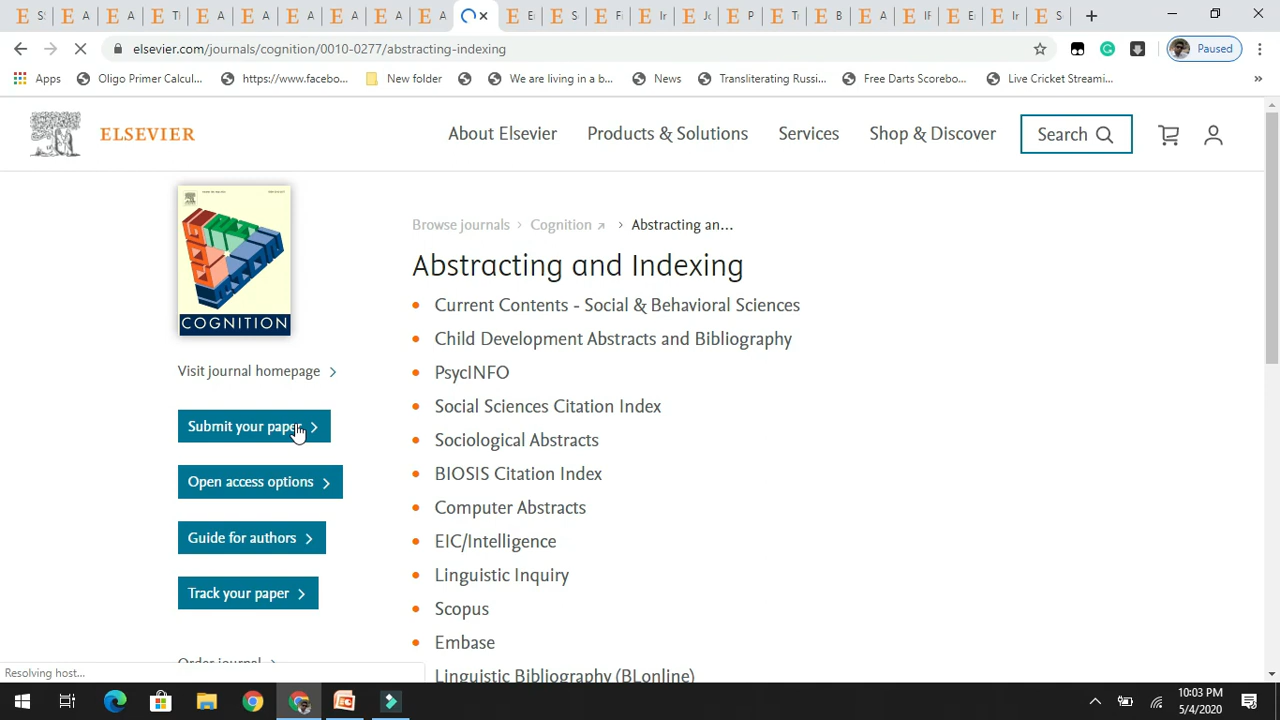 elsevier.com/journals/cognition/0010-0277/abstracting-indexing
Paused
Apps
Oligo Primer Calcul...
https://www.facebo...
New folder
We are living in a b...
News
Transliterating Russi...
Free Darts Scorebo...
Live Cricket Streami...
»
ELSEVIER
About Elsevier
Products & Solutions
Services
Shop & Discover
Search
COGNITION
Visit journal homepage
Submit your paper
Open access options
Guide for authors
Track your paper
Browse journals > Cognition > Abstracting an...
Abstracting and Indexing
Current Contents - Social & Behavioral Sciences
Child Development Abstracts and Bibliography
PsycINFO
Social Sciences Citation Index
Sociological Abstracts
BIOSIS Citation Index
Computer Abstracts
EIC/Intelligence
Linguistic Inquiry
Scopus
Embase
Linguistic Bibliography (BLonline)
Order journal
Resolving host...
10:03 PM
5/4/2020